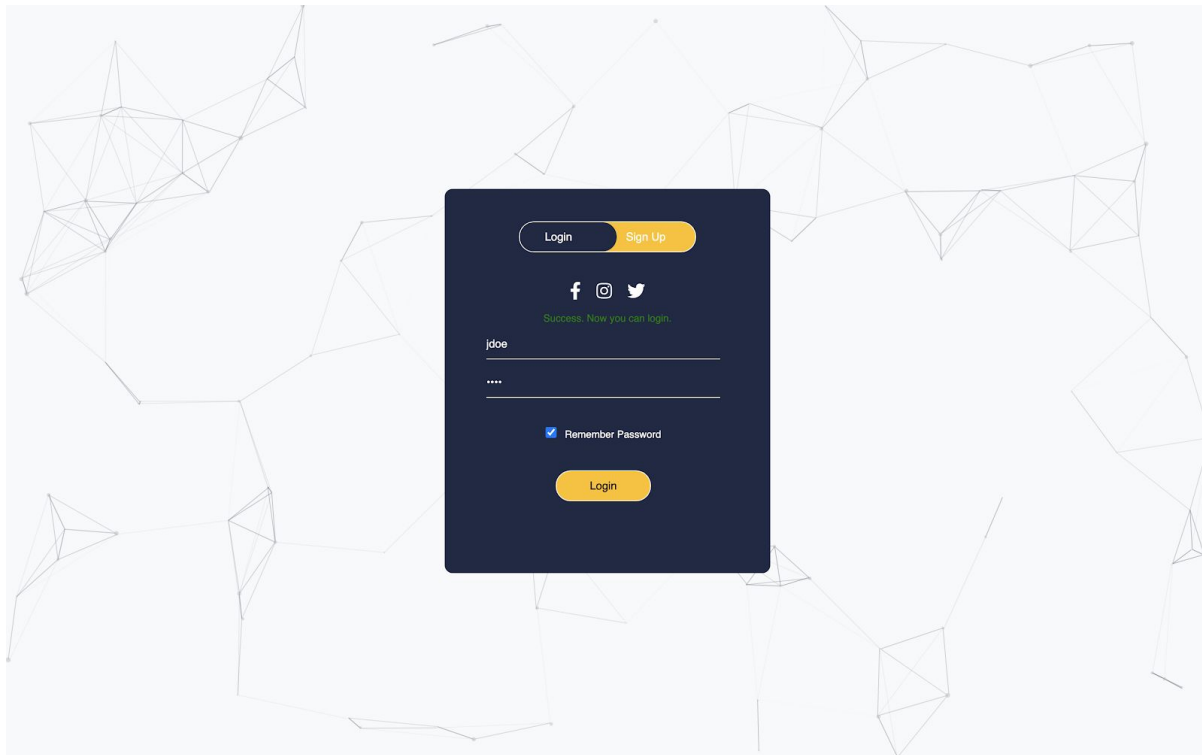 Login Sign Up
Success. Now you can login.
jdoe
••••
Remember Password
Login